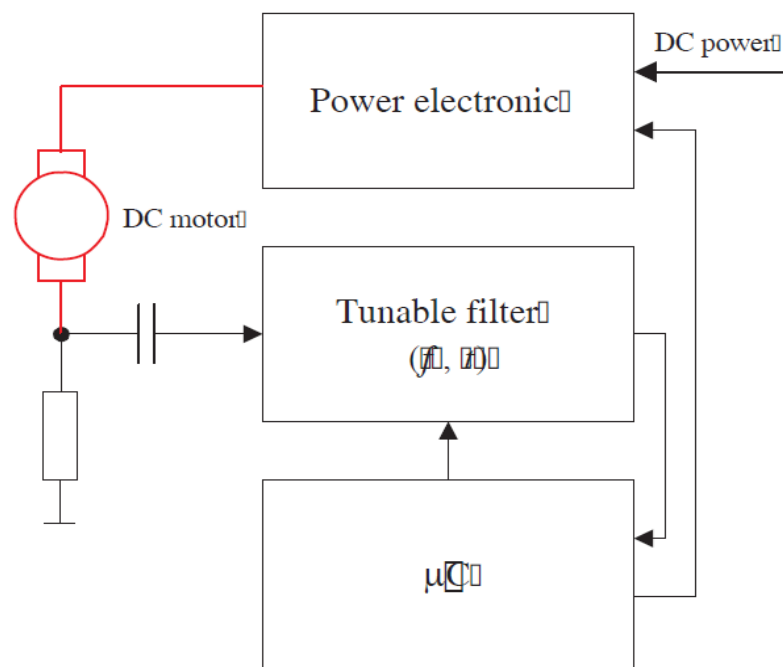 DC power
Power electronic
DC motor
Tunable filter
(f, t)
μC